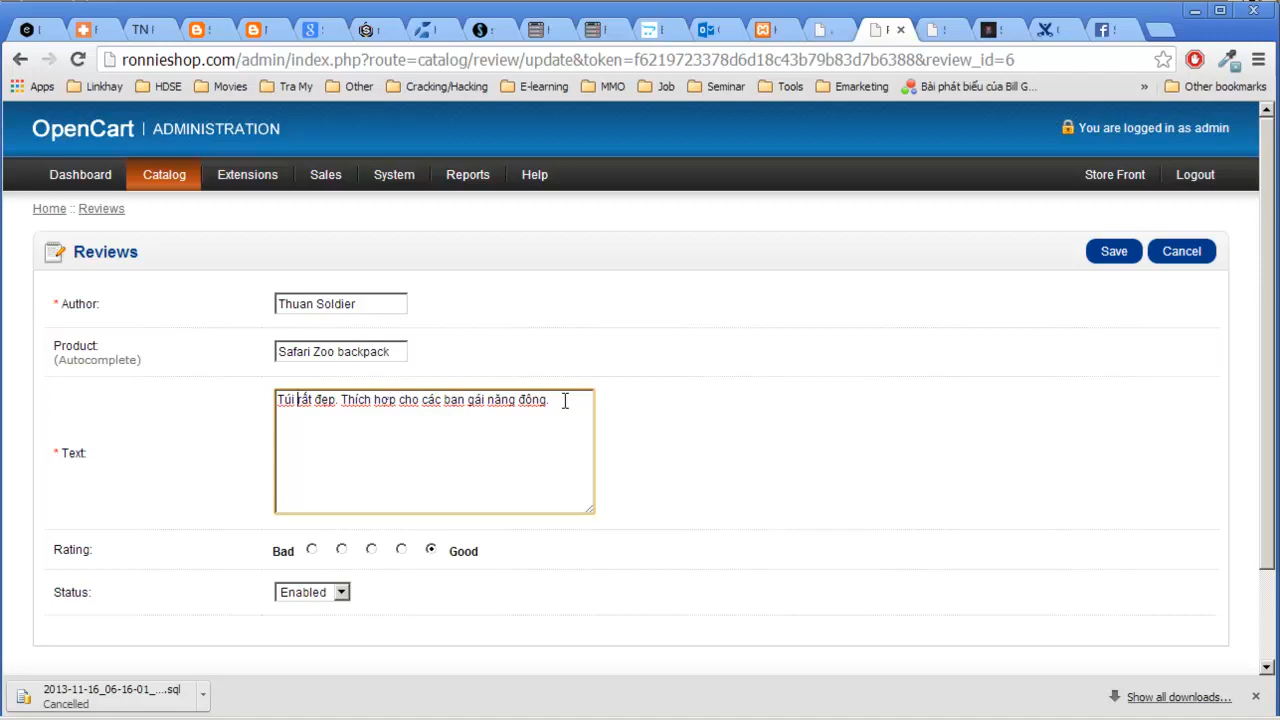 TN
ronnieshop.com/admin/index.php?route=catalog/review/update&token=f6219723378d6d18c43b79b83d7b6388&review_id=6
Apps Linkhay HDSE Movies Tra My Other Cracking/Hacking E-learning MMO Job Seminar Tools Emarketing Bài phát biểu của Bill G... » Other bookmarks
OpenCart | ADMINISTRATION You are logged in as admin
Dashboard Catalog Extensions Sales System Reports Help Store Front Logout
Home :: Reviews
Reviews Save Cancel
* Author: Thuan Soldier
Product: Safari Zoo backpack
(Autocomplete)
Túi rất đẹp. Thích hợp cho các bạn gái năng động.
* Text:
Rating: Bad Good
Status: Enabled
2013-11-16_06-16-01_....sql
Cancelled
Show all downloads...